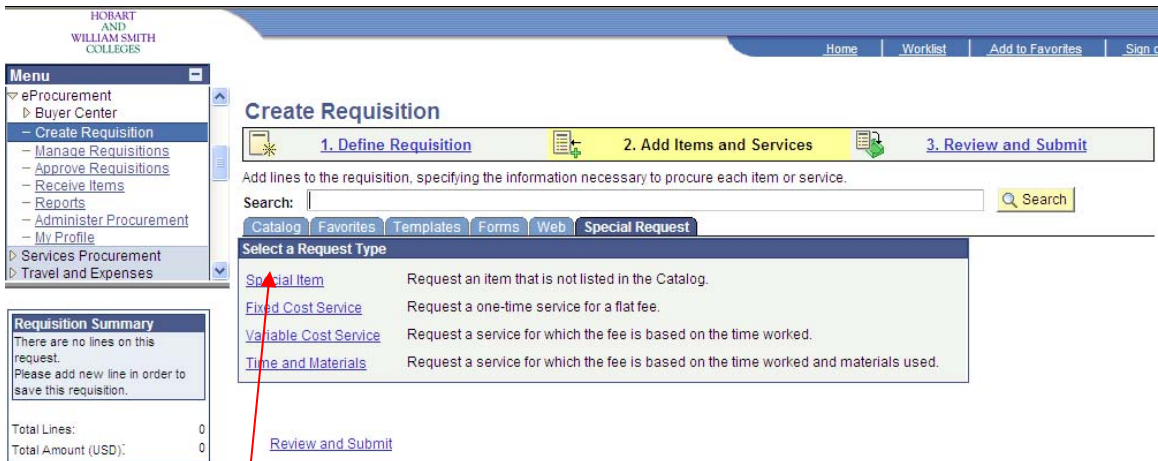 HOBART
AND
WILLIAM SMITH
COLLEGES
Home Worklist Add to Favorites Sign
Menu
eProcurement
Buyer Center
Create Requisition
Manage Requisitions
Approve Requisitions
Receive Items
Reports
Administer Procurement
My Profile
Services Procurement
Travel and Expenses
Requisition Summary
There are no lines on this
request.
Please add new line in order to
save this requisition.
Total Lines: 0
Total Amount (USD): 0
Create Requisition
1. Define Requisition 2. Add Items and Services 3. Review and Submit
Add lines to the requisition, specifying the information necessary to procure each item or service.
Search: Search
Catalog Favorites Templates Forms Web Special Request
Select a Request Type
Special Item Request an item that is not listed in the Catalog.
Fixed Cost Service Request a one-time service for a flat fee.
Variable Cost Service Request a service for which the fee is based on the time worked.
Time and Materials Request a service for which the fee is based on the time worked and materials used.
Review and Submit